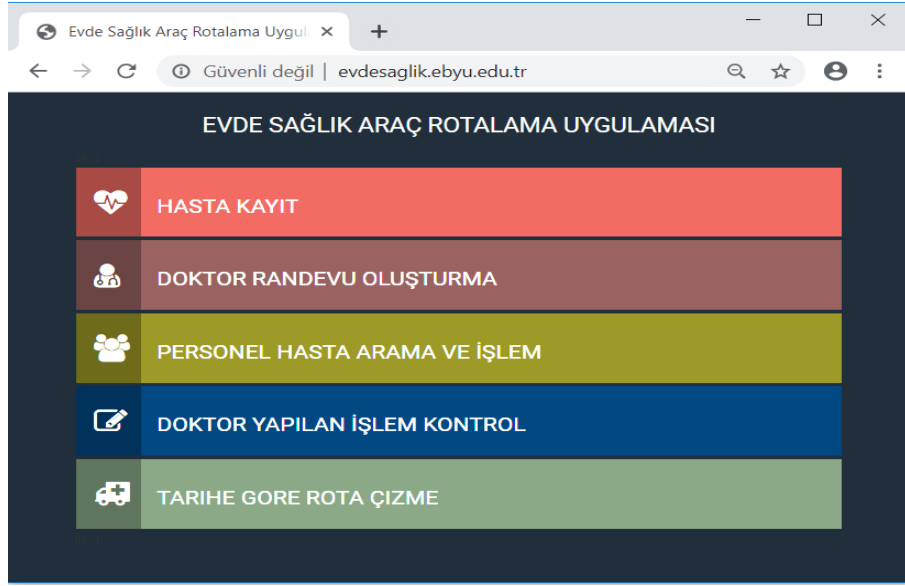 Evde Sağlık Araç Rotalama Uygul
Güvenli değil | evdesaglik.ebyu.edu.tr
EVDE SAĞLIK ARAÇ ROTALAMA UYGULAMASI
HASTA KAYIT
DOKTOR RANDEVU OLUŞTURMA
PERSONEL HASTA ARAMA VE İŞLEM
DOKTOR YAPILAN İŞLEM KONTROL
TARIHE GORE ROTA ÇIZME